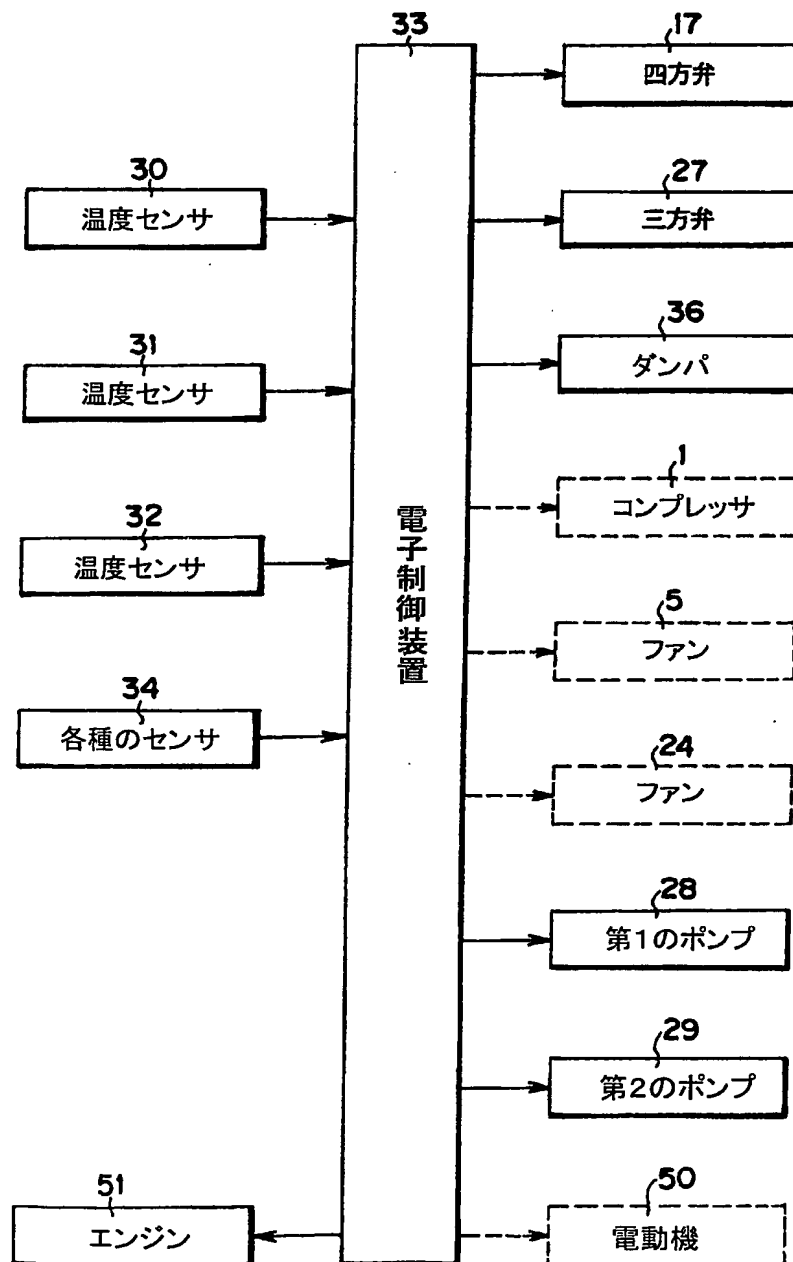 33
電子制御装置
30
温度センサ
31
温度センサ
32
温度センサ
34
各種のセンサ
51
エンジン
17
四方弁
27
三方弁
36
ダンパ
1
コンプレッサ
5
ファン
24
ファン
28
第1のポンプ
29
第2のポンプ
50
電動機